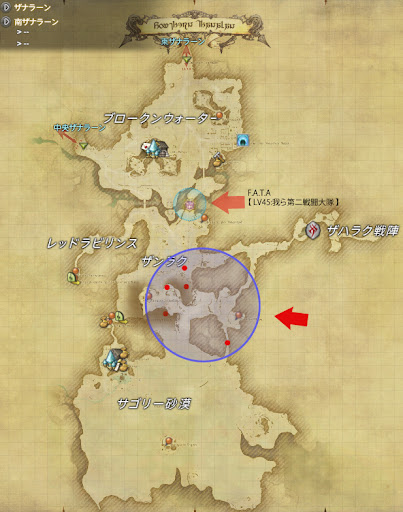 D ザナラーン
D 南ザナラーン
> --
> --
東ザナラーン
ブロークンウォーター
中央ザナラーン
F.A.T.A
【 LV45:我ら第二戦闘大隊 】
レッドラビリンス
ザハラク戦陣
ザンラク
サゴリー砂漠